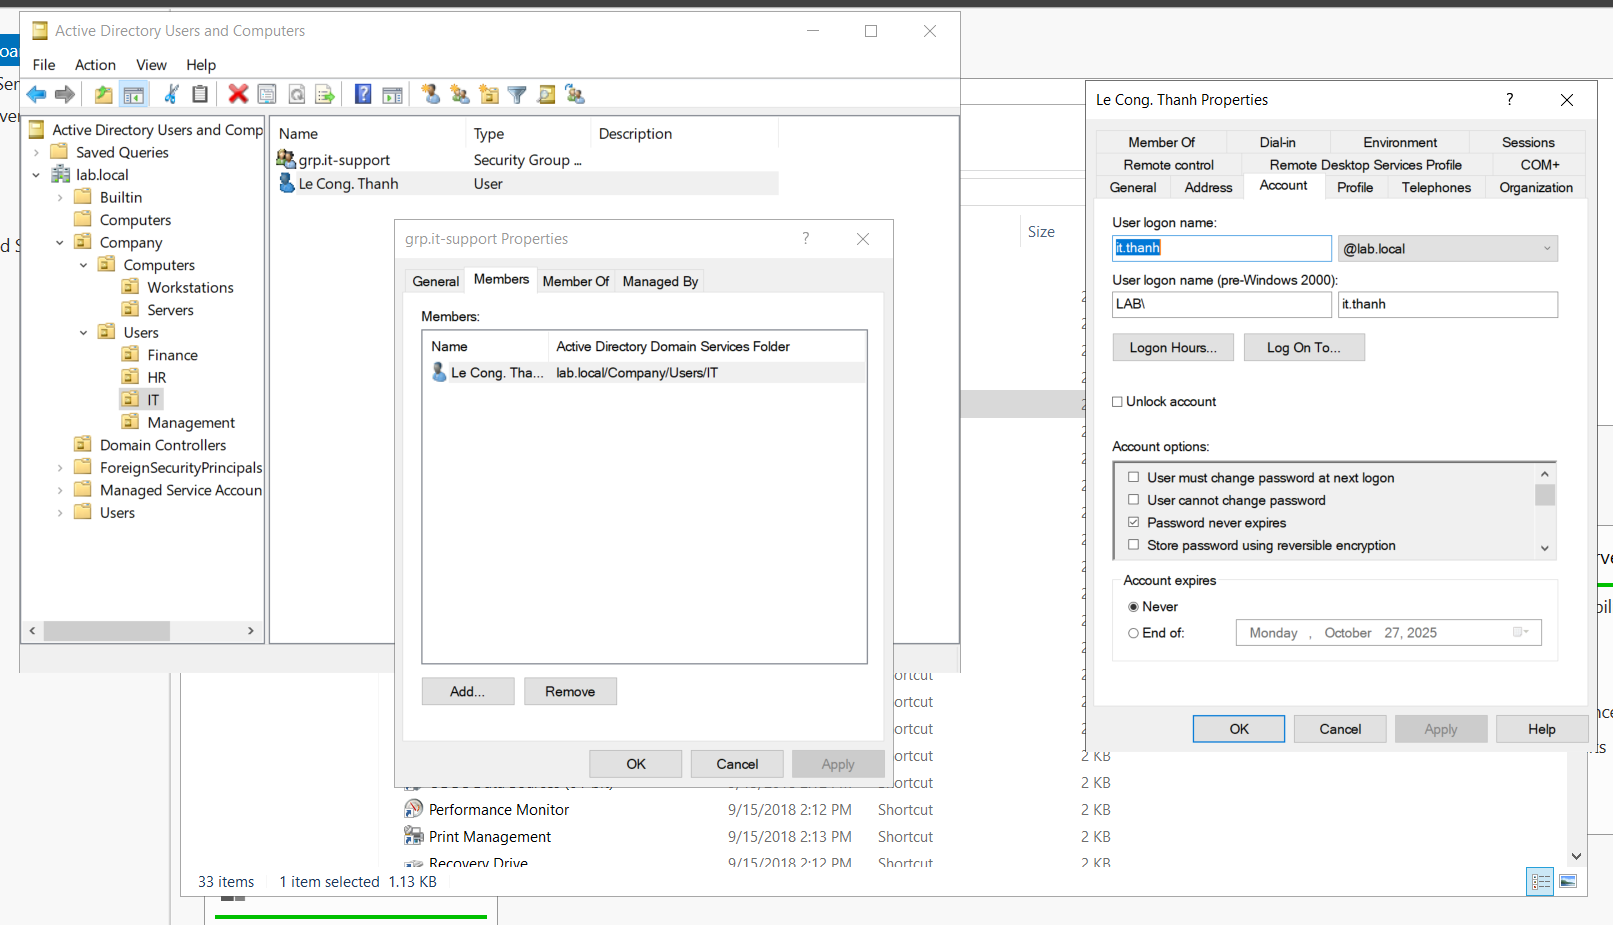 Active Directory Users and Computers
File Action View Help
Active Directory Users and Comp
Saved Queries
lab.local
Builtin
Computers
Company
Computers
Workstations
Servers
Users
Finance
HR
IT
Management
Domain Controllers
ForeignSecurityPrincipals
Managed Service Accoun
Users
Name Type Description
grp.it-support Security Group ...
Le Cong. Thanh User
grp.it-support Properties
?
General Members Member Of Managed By
Members:
Name Active Directory Domain Services Folder
Le Cong. Tha... lab.local/Company/Users/IT
Add... Remove
OK Cancel Apply
Size
Le Cong. Thanh Properties
?
Member Of Dial-in Environment Sessions
Remote control Remote Desktop Services Profile COM+
General Address Account Profile Telephones Organization
User logon name:
it.thanh @lab.local
User logon name (pre-Windows 2000):
LAB\ it.thanh
Logon Hours... Log On To...
Unlock account
Account options:
User must change password at next logon
User cannot change password
Password never expires
Store password using reversible encryption
Account expires
Never
End of: Monday , October 27, 2025
OK Cancel Apply Help
Shortcut 2 KB
Performance Monitor 9/15/2018 2:12 PM Shortcut 2 KB
Print Management 9/15/2018 2:13 PM Shortcut 2 KB
Recovery Drive 9/15/2018 2:12 PM Shortcut 2 KB
33 items 1 item selected 1.13 KB